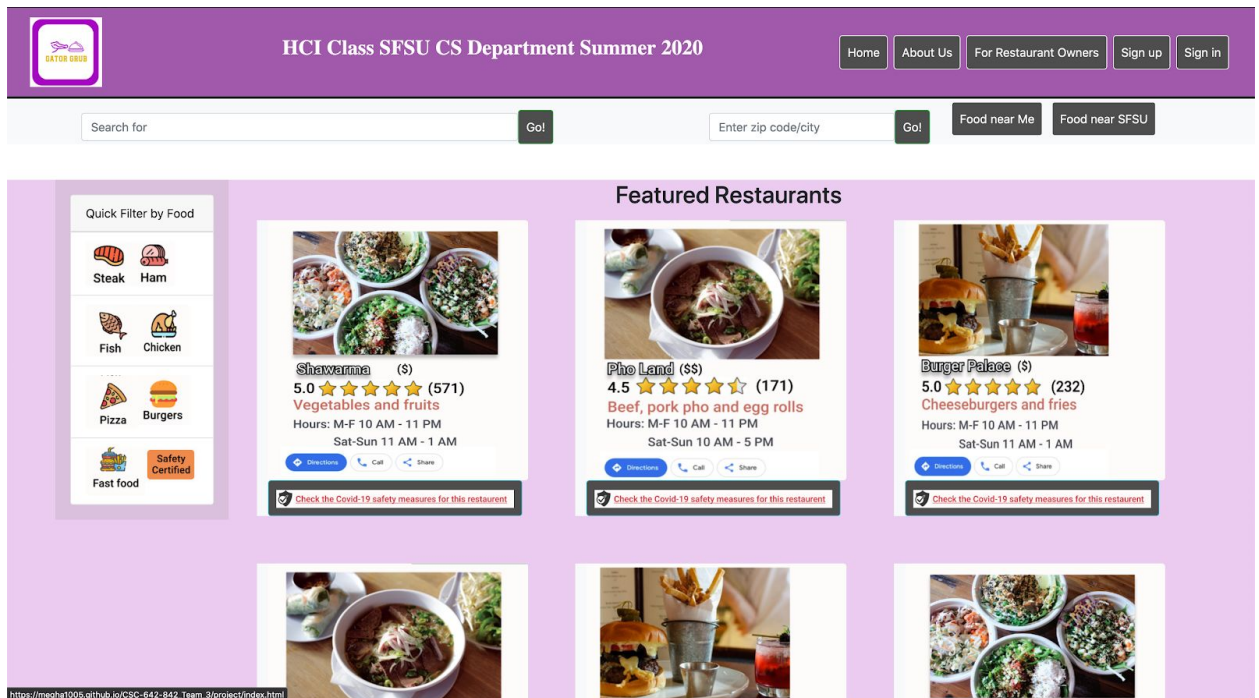 GATOR GRUB
HCI Class SFSU CS Department Summer 2020
Home
About Us
For Restaurant Owners
Sign up
Sign in
Search for
Go!
Enter zip code/city
Go!
Food near Me
Food near SFSU
Quick Filter by Food
Steak
Ham
Fish
Chicken
Pizza
Burgers
Fast food
Safety
Certified
Featured Restaurants
Shawarma ($)
5.0 (571)
Vegetables and fruits
Hours: M-F 10 AM - 11 PM
Sat-Sun 11 AM - 1 AM
Directions
Call
Share
Check the Covid-19 safety measures for this restaurent
Pho Land ($$)
4.5 (171)
Beef, pork pho and egg rolls
Hours: M-F 10 AM - 11 PM
Sat-Sun 10 AM - 5 PM
Directions
Call
Share
Check the Covid-19 safety measures for this restaurent
Burger Palace ($)
5.0 (232)
Cheeseburgers and fries
Hours: M-F 10 AM - 11 PM
Sat-Sun 11 AM - 1 AM
Directions
Call
Share
Check the Covid-19 safety measures for this restaurent
https://megha1005.github.io/CSC-642-842_Team_3/project/index.html